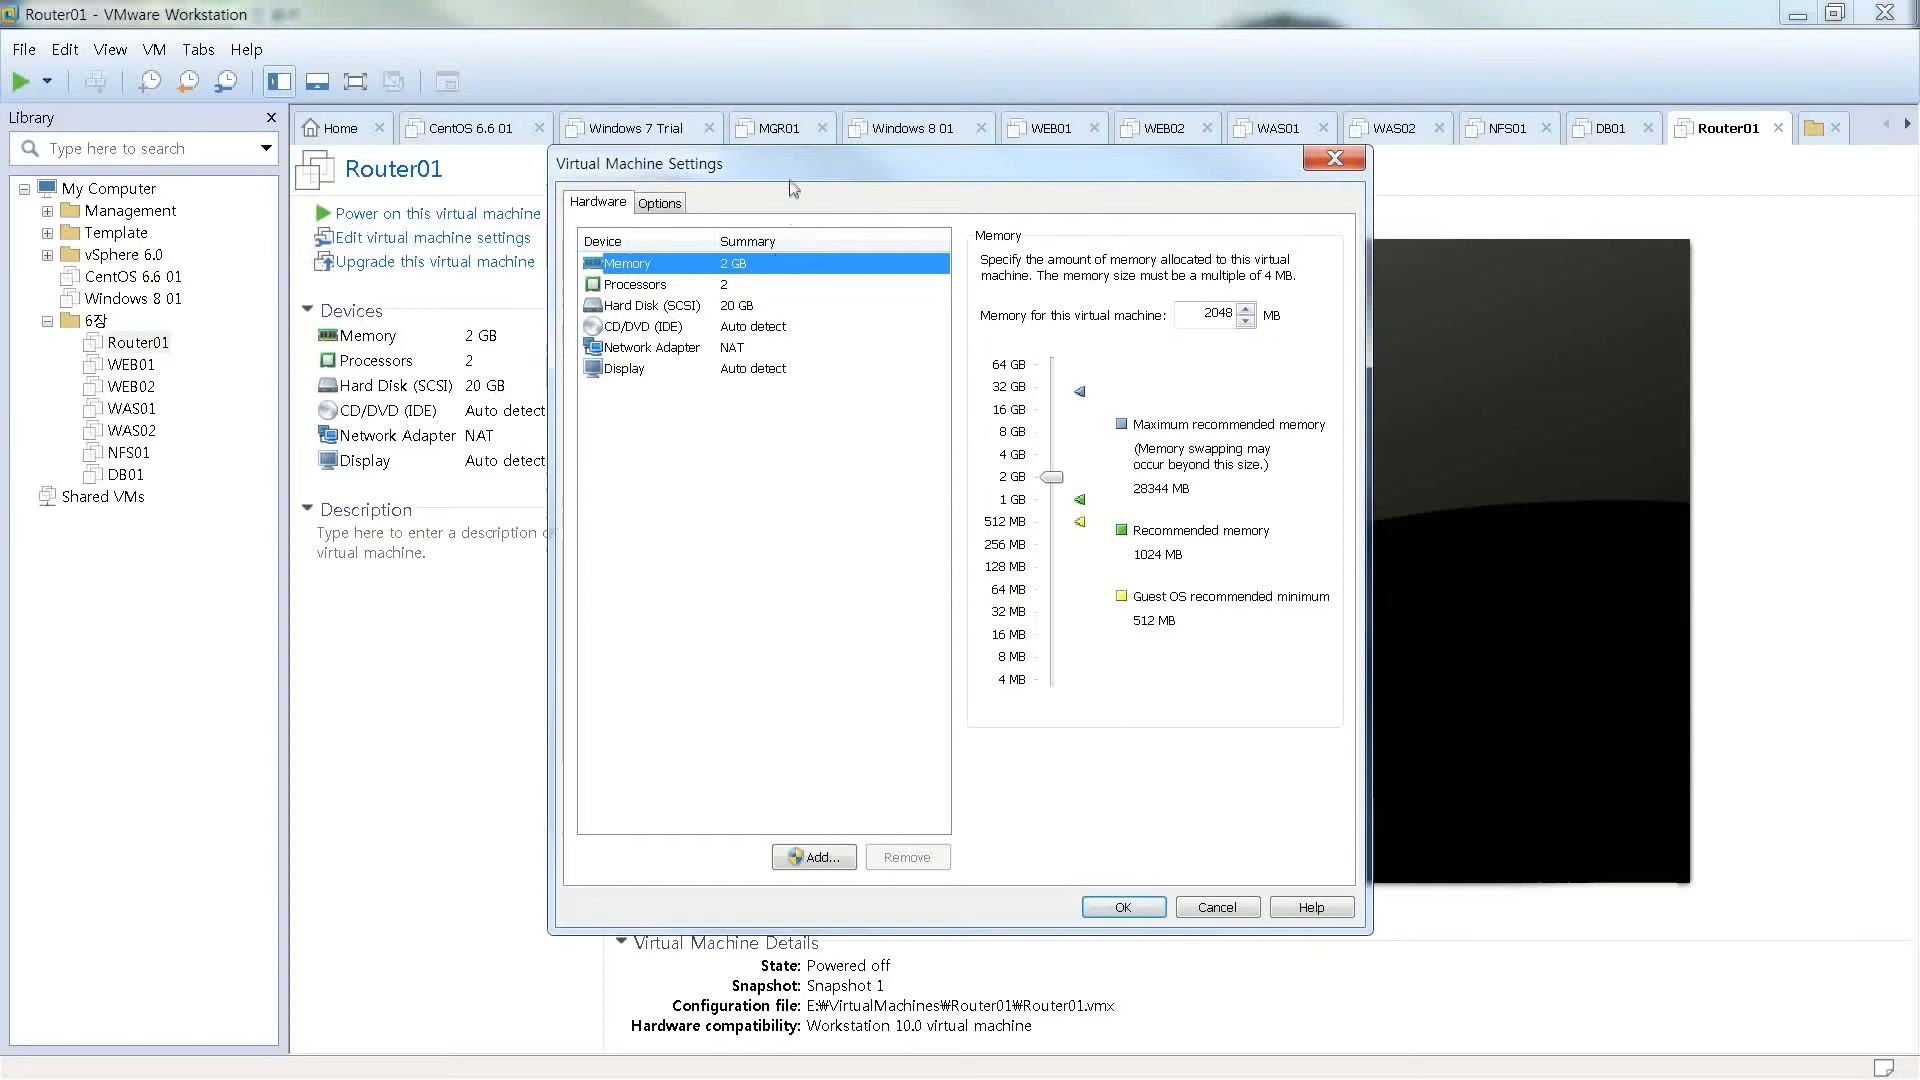 Router01 - VMware Workstation
File Edit View VM Tabs Help
Library
Type here to search
My Computer
Management
Template
vSphere 6.0
CentOS 6.6 01
Windows 8 01
6장
Router01
WEB01
WEB02
WAS01
WAS02
NFS01
DB01
Shared VMs
Home CentOS 6.6 01 Windows 7 Trial MGR01 Windows 8 01 WEB01 WEB02 WAS01 WAS02 NFS01 DB01 Router01
Router01
Power on this virtual machine
Edit virtual machine settings
Upgrade this virtual machine
Devices
Memory 2 GB
Processors 2
Hard Disk (SCSI) 20 GB
CD/DVD (IDE) Auto detect
Network Adapter NAT
Display Auto detect
Description
Type here to enter a description
virtual machine.
Virtual Machine Settings
Hardware Options
Device Summary
Memory 2 GB
Processors 2
Hard Disk (SCSI) 20 GB
CD/DVD (IDE) Auto detect
Network Adapter NAT
Display Auto detect
Add... Remove
Memory
Specify the amount of memory allocated to this virtual
machine. The memory size must be a multiple of 4 MB.
Memory for this virtual machine: 2048 MB
64 GB
32 GB
16 GB
8 GB
4 GB
2 GB
1 GB
512 MB
256 MB
128 MB
64 MB
32 MB
16 MB
8 MB
4 MB
Maximum recommended memory
(Memory swapping may
occur beyond this size.)
28344 MB
Recommended memory
1024 MB
Guest OS recommended minimum
512 MB
OK Cancel Help
Virtual Machine Details
State: Powered off
Snapshot: Snapshot 1
Configuration file: E:₩VirtualMachines₩Router01₩Router01.vmx
Hardware compatibility: Workstation 10.0 virtual machine